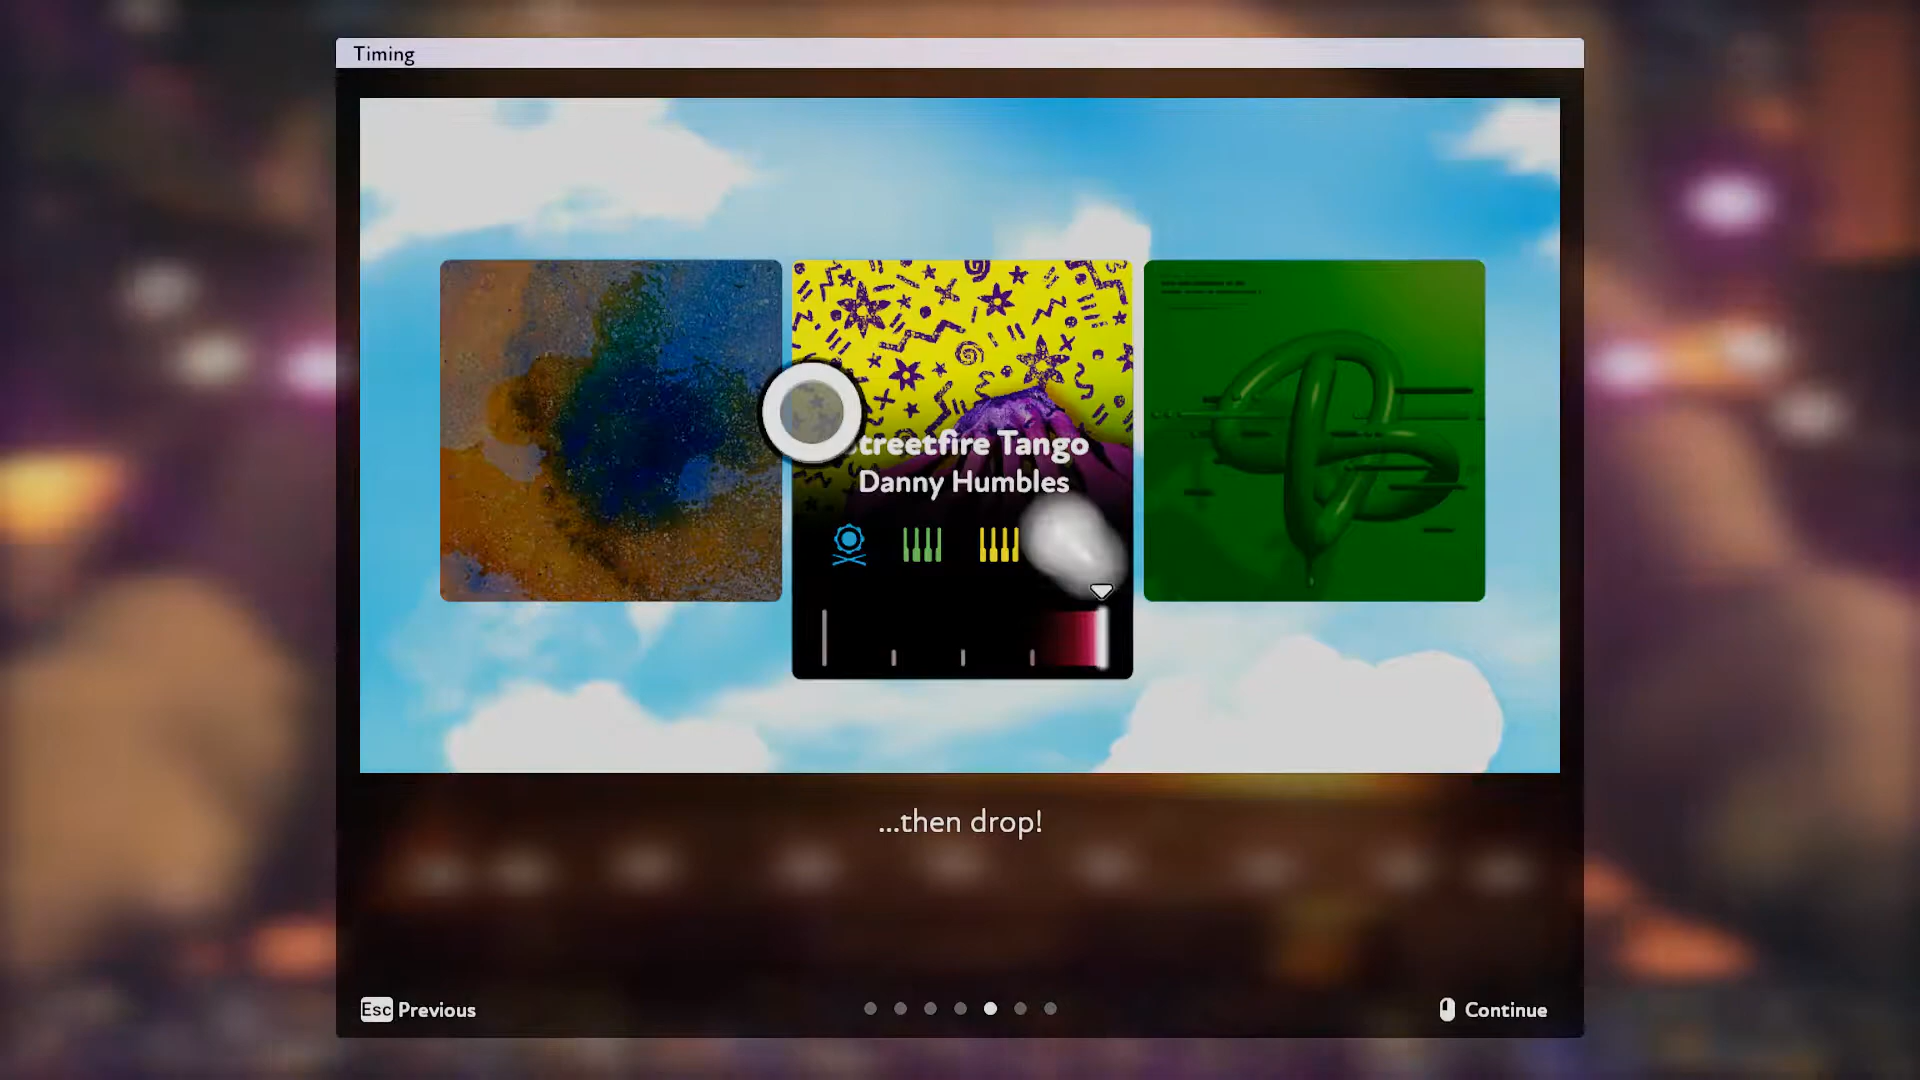 Timing
treetfire Tango
Danny Humbles
...then drop!
Esc Previous
Continue